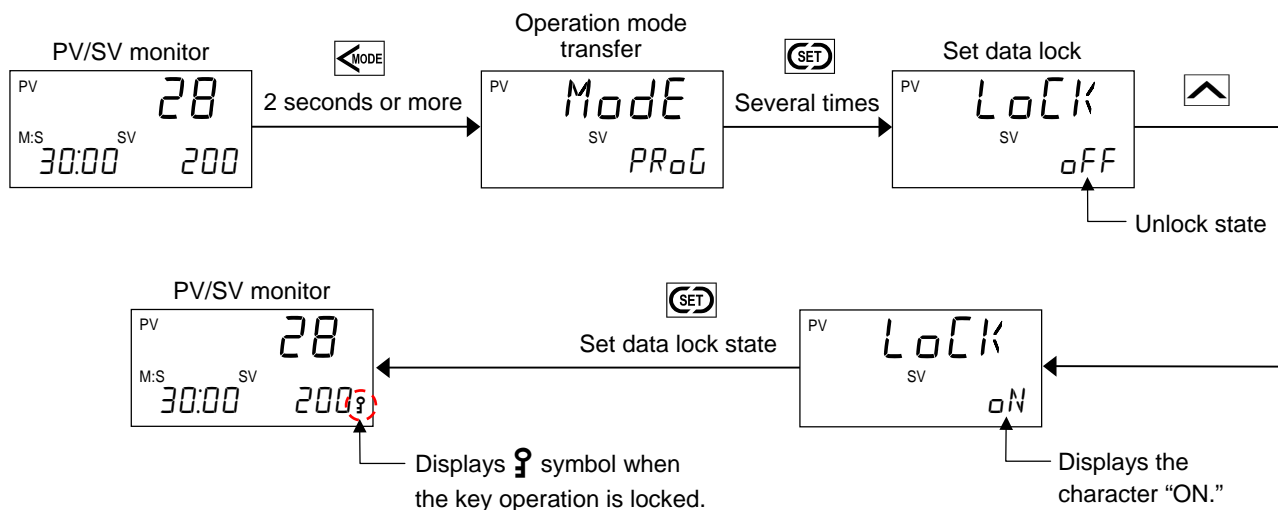 PV/SV monitor
PV
28
M:S
SV
30:00
200
MODE
2 seconds or more
Operation mode
transfer
PV
ModE
SV
PRoG
SET
Several times
Set data lock
PV
LoCK
SV
oFF
Unlock state
PV/SV monitor
PV
28
M:S
SV
30:00
200
Displays symbol when
the key operation is locked.
SET
Set data lock state
PV
LoCK
SV
oN
Displays the
character “ON.”